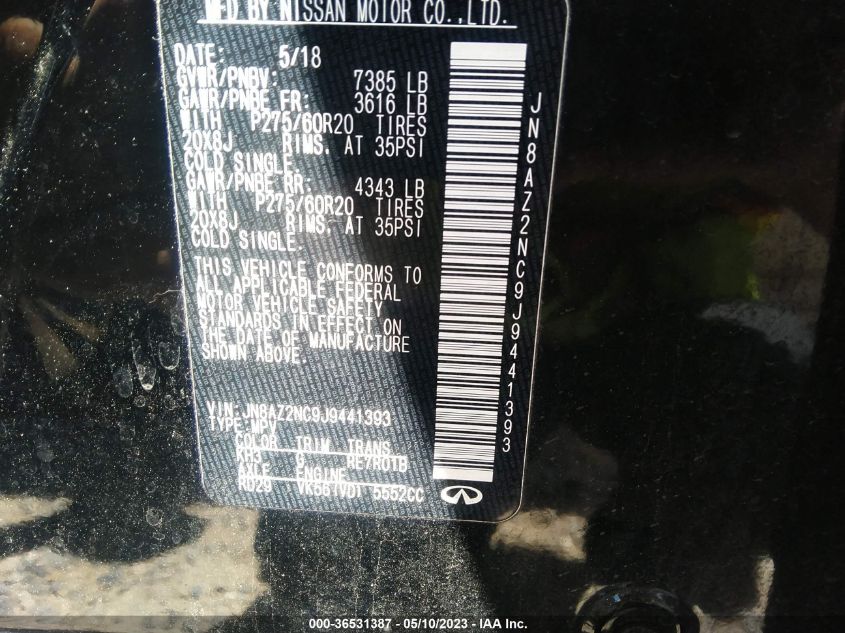 MFD BY NISSAN MOTOR CO.,LTD.
DATE: 5/18
GVWR/PNBV: 7385 LB
GAWR/PNBE FR: 3616 LB
WITH P275/60R20 TIRES
20X8J RIMS. AT 35PSI
COLD SINGLE.
GAWR/PNBE RR: 4343 LB
WITH P275/60R20 TIRES
20X8J RIMS. AT 35PSI
COLD SINGLE.
THIS VEHICLE CONFORMS TO
ALL APPLICABLE FEDERAL
MOTOR VEHICLE SAFETY
STANDARDS IN EFFECT ON
THE DATE OF MANUFACTURE
SHOWN ABOVE.
VIN: JN8AZ2NC9J9441393
TYPE: MPV
COLOR TRIM TRANS
KH3 G RE7R01B
AXLE ENGINE
RD29 VK56(VD) 5552CC
JN8AZ2NC9J9441393
000-36531387 - 05/10/2023 - IAA Inc.